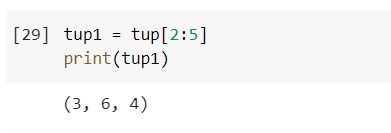 [29] tup1 = tup[2:5]
print(tup1)
(3, 6, 4)